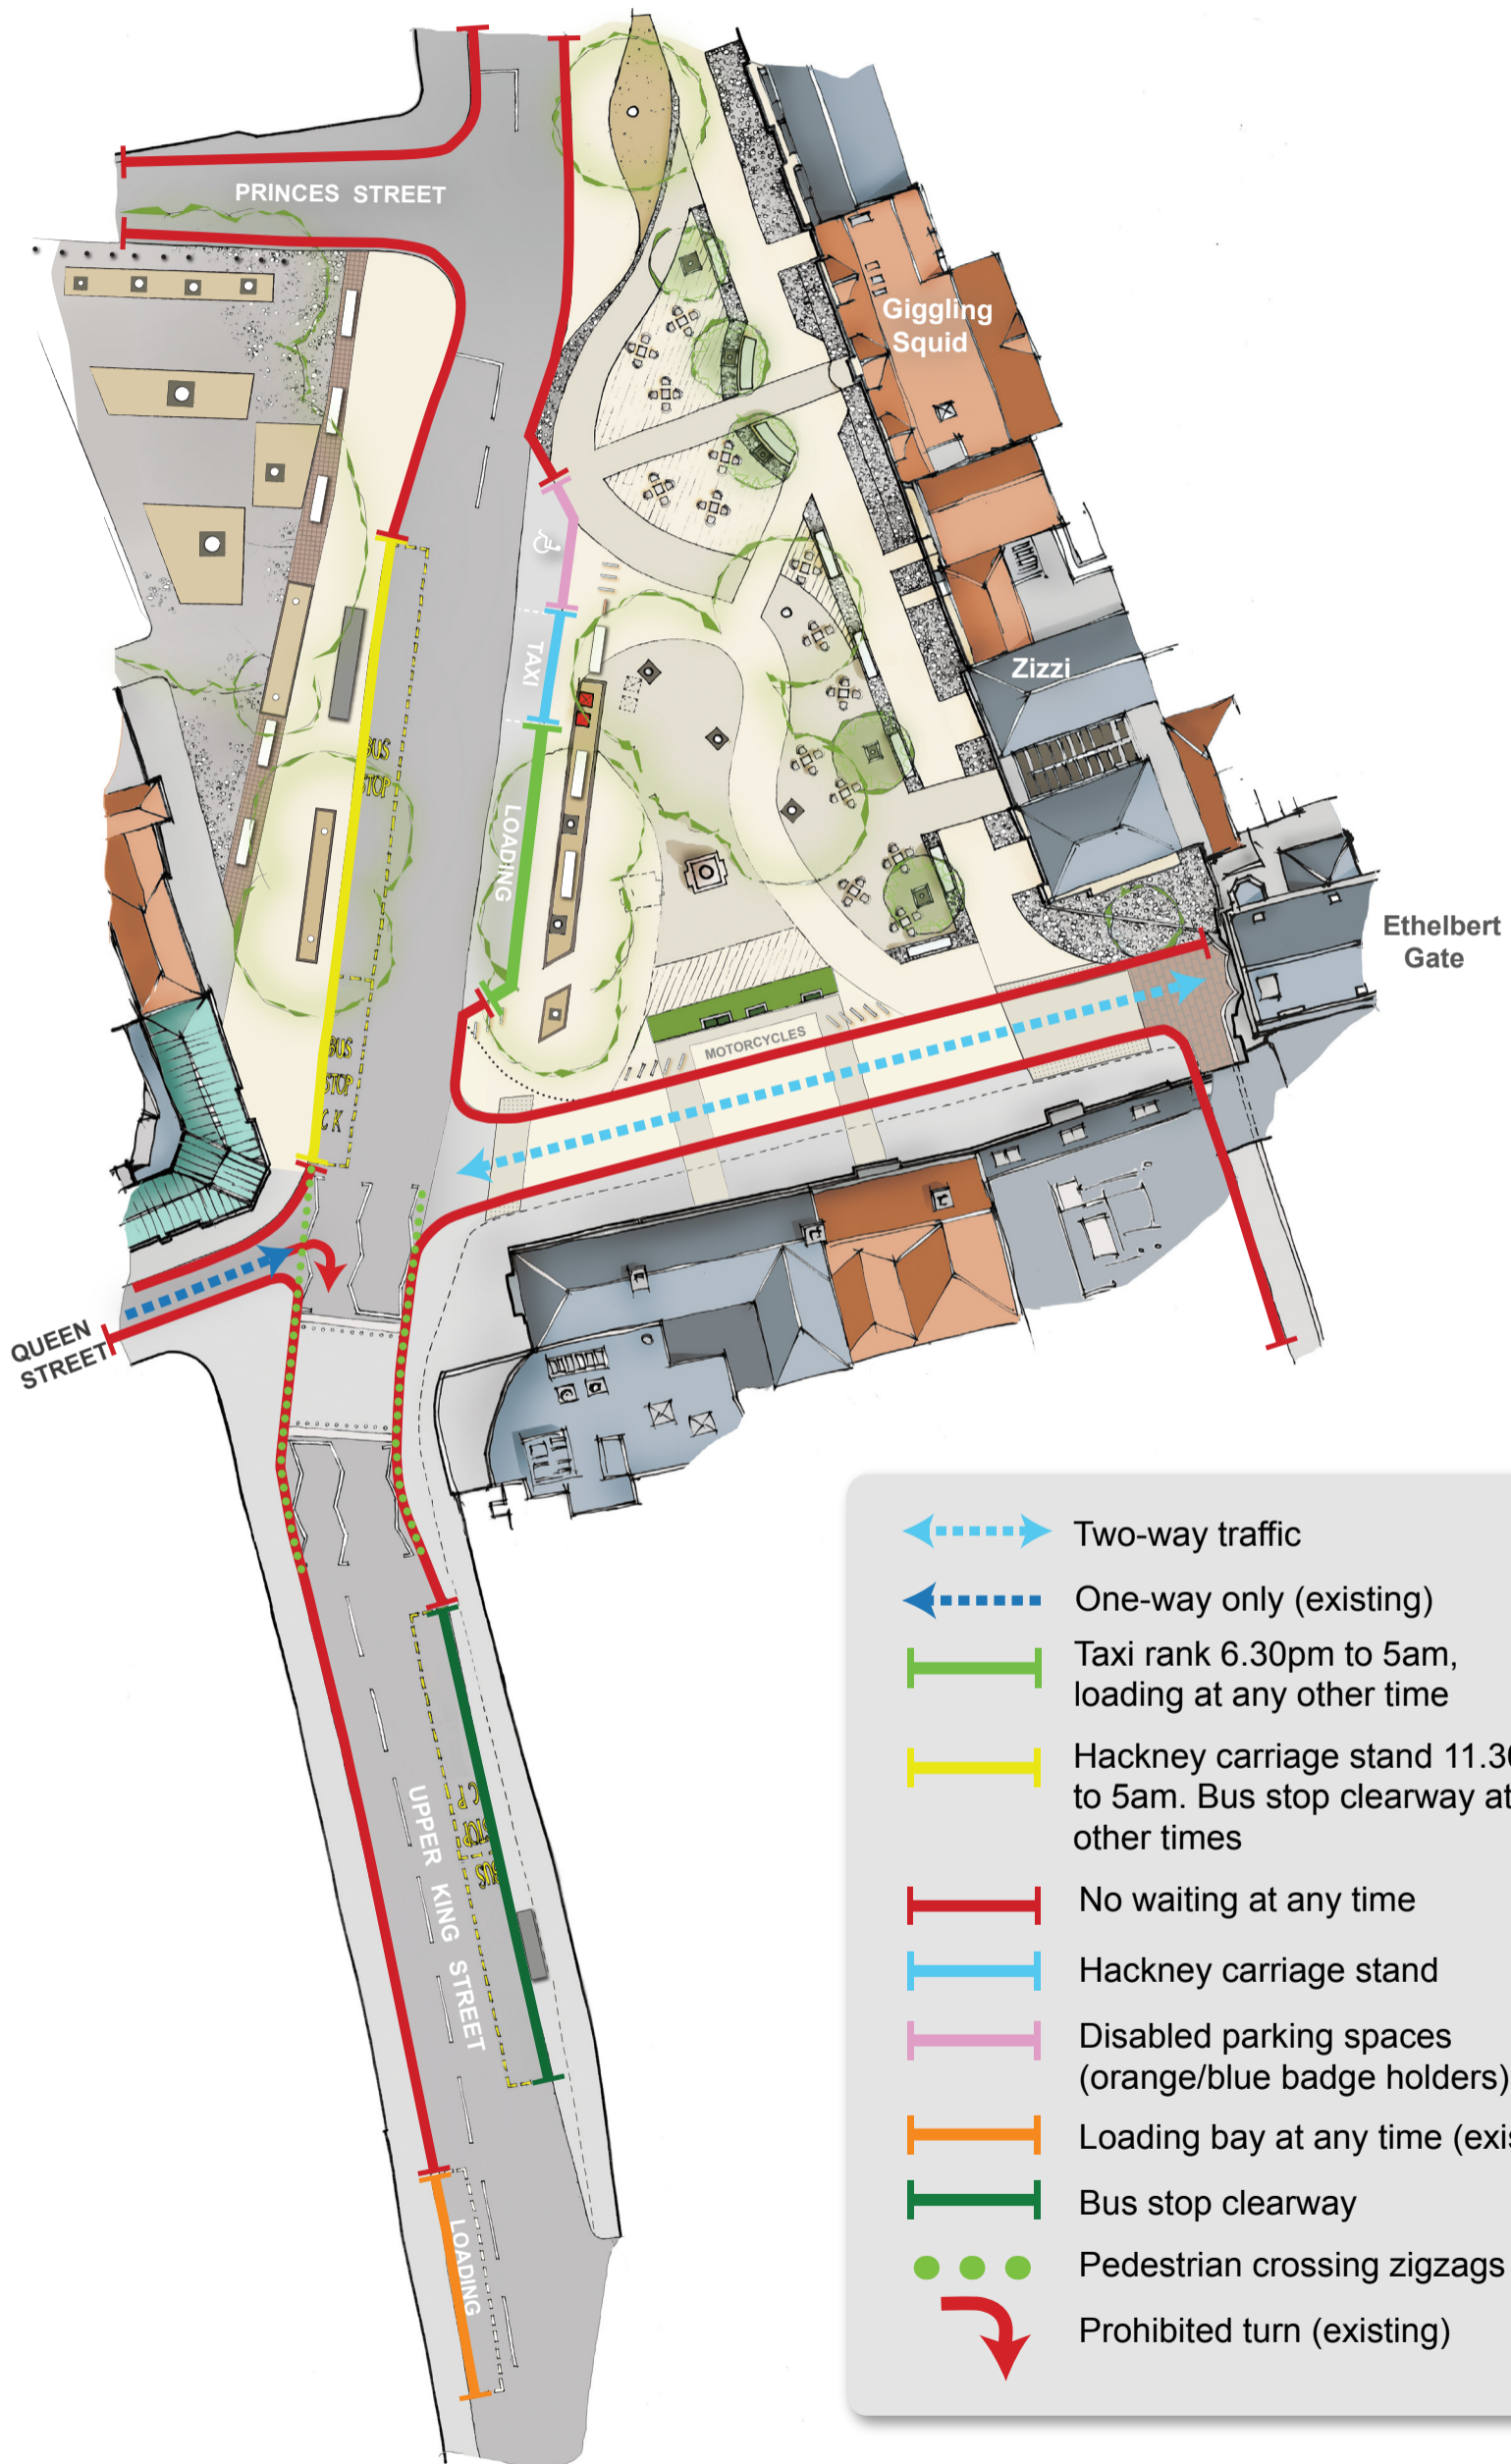 PRINCES STREET
Giggling
Squid
TAXI
Zizzi
BUS
STOP
LOADING
Ethelbert
Gate
MOTORCYCLES
BUS
STOP
QUEEN
STREET
UPPER KING STREET
BUS
LOADING
Two-way traffic
One-way only (existing)
Taxi rank 6.30pm to 5am,
loading at any other time
Hackney carriage stand 11.30
to 5am. Bus stop clearway at
other times
No waiting at any time
Hackney carriage stand
Disabled parking spaces
(orange/blue badge holders)
Loading bay at any time
Bus stop clearway
Pedestrian crossing zigzags
Prohibited turn (existing)